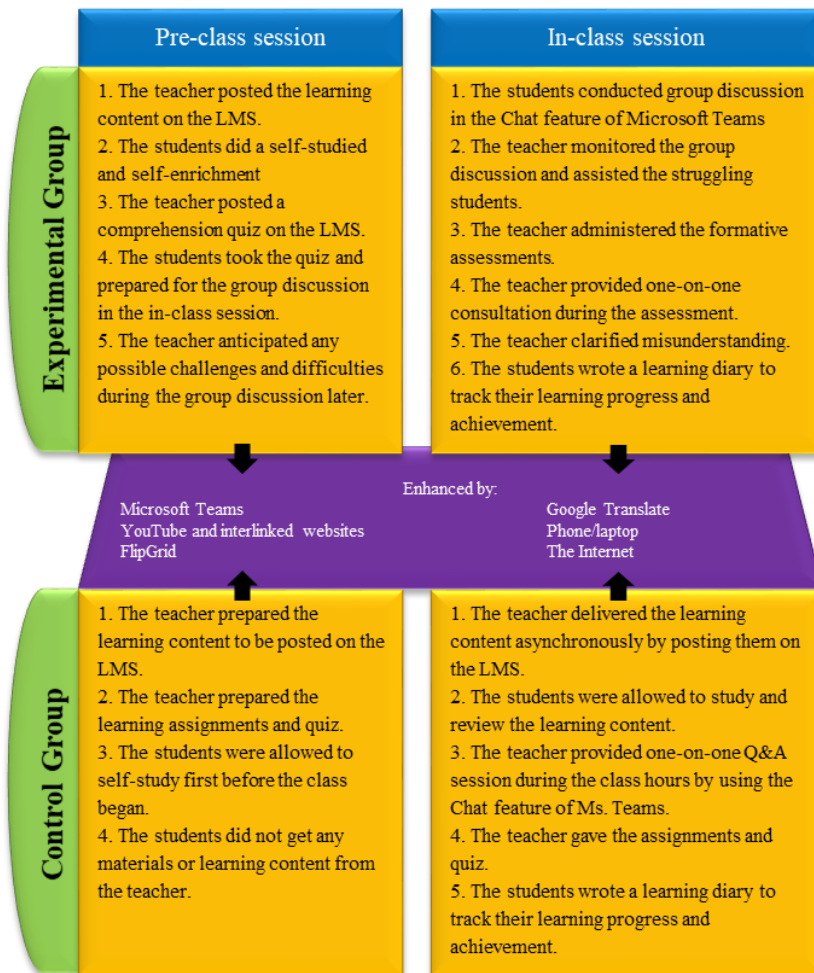 Pre-class session
In-class session
Experimental Group
1. The teacher posted the learning
content on the LMS.
2. The students did a self-studied
and self-enrichment
3. The teacher posted a
comprehension quiz on the LMS.
4. The students took the quiz and
prepared for the group discussion
in the in-class session.
5. The teacher anticipated any
possible challenges and difficulties
during the group discussion later.
1. The students conducted group discussion
in the Chat feature of Microsoft Teams
2. The teacher monitored the group
discussion and assisted the struggling
students.
3. The teacher administered the formative
assessments.
4. The teacher provided one-on-one
consultation during the assessment.
5. The teacher clarified misunderstanding.
6. The students wrote a learning diary to
track their learning progress and
achievement.
Enhanced by:
Microsoft Teams
YouTube and interlinked websites
FlipGrid
Google Translate
Phone/laptop
The Internet
Control Group
1. The teacher prepared the
learning content to be posted on the
LMS.
2. The teacher prepared the
learning assignments and quiz.
3. The students were allowed to
self-study first before the class
began.
4. The students did not get any
materials or learning content from
the teacher.
1. The teacher delivered the learning
content asynchronously by posting them on
the LMS.
2. The students were allowed to study and
review the learning content.
3. The teacher provided one-on-one Q&A
session during the class hours by using the
Chat feature of Ms. Teams.
4. The teacher gave the assignments and
quiz.
5. The students wrote a learning diary to
track their learning progress and
achievement.